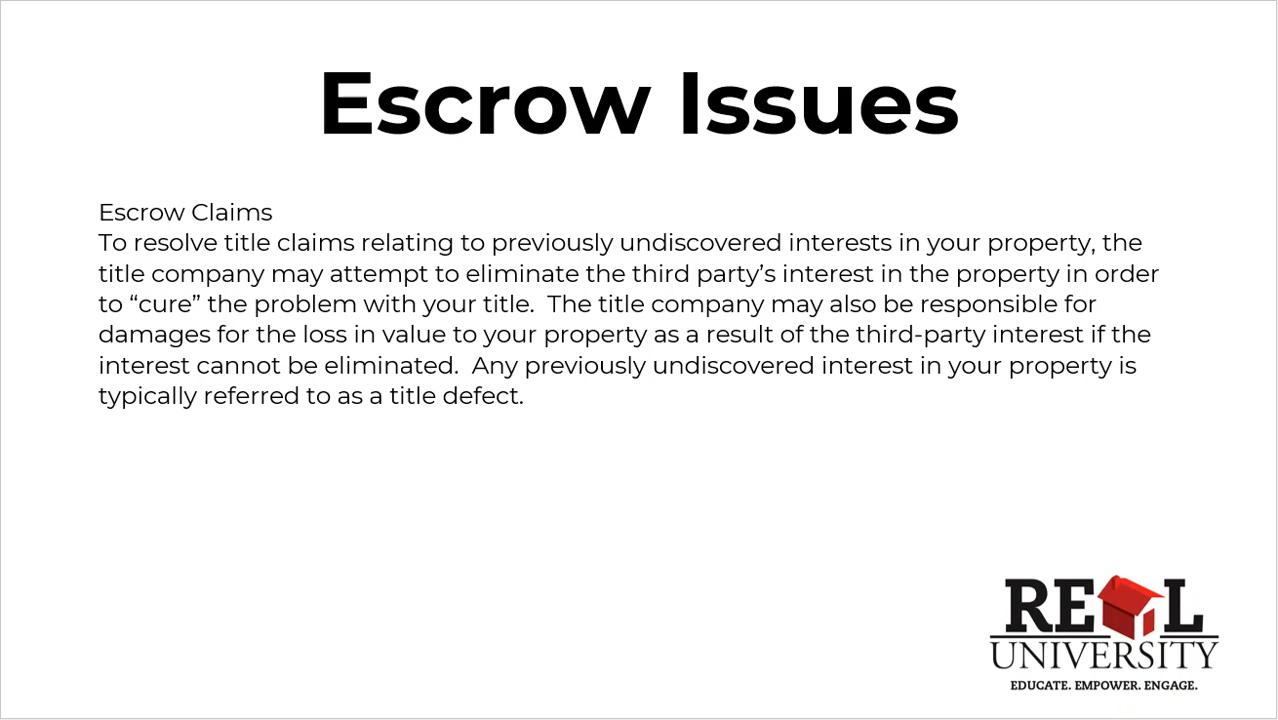 Escrow Issues
Escrow Claims
To resolve title claims relating to previously undiscovered interests in your property, the
title company may attempt to eliminate the third party’s interest in the property in order
to “cure” the problem with your title.  The title company may also be responsible for
damages for the loss in value to your property as a result of the third-party interest if the
interest cannot be eliminated.  Any previously undiscovered interest in your property is
typically referred to as a title defect.
REAL
UNIVERSITY
EDUCATE. EMPOWER. ENGAGE.